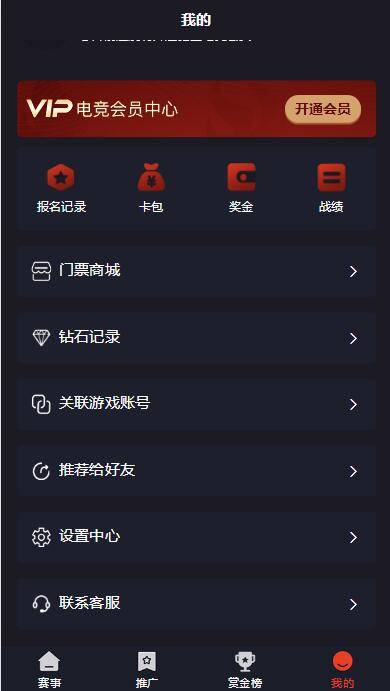 我的
VIP 电竞会员中心
开通会员
报名记录
卡包
奖金
战绩
门票商城
钻石记录
关联游戏账号
推荐给好友
设置中心
联系客服
赛事
推广
赏金榜
我的